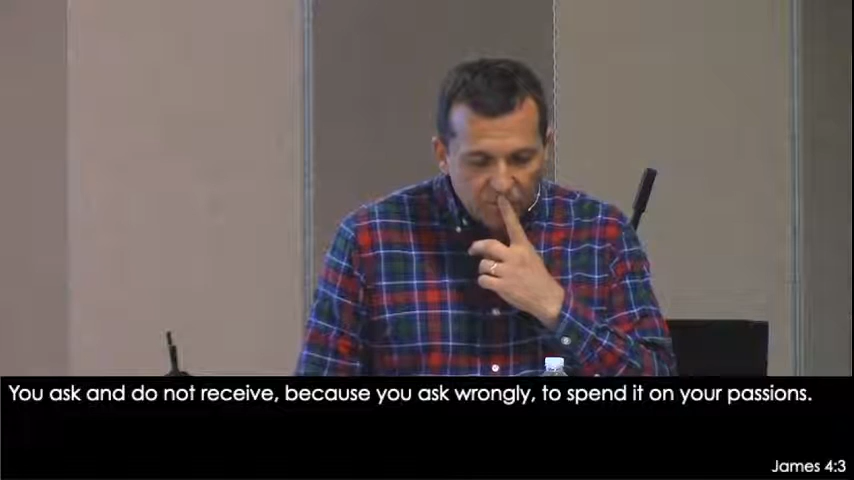 You ask and do not receive, because you ask wrongly, to spend it on your passions.
James 4:3